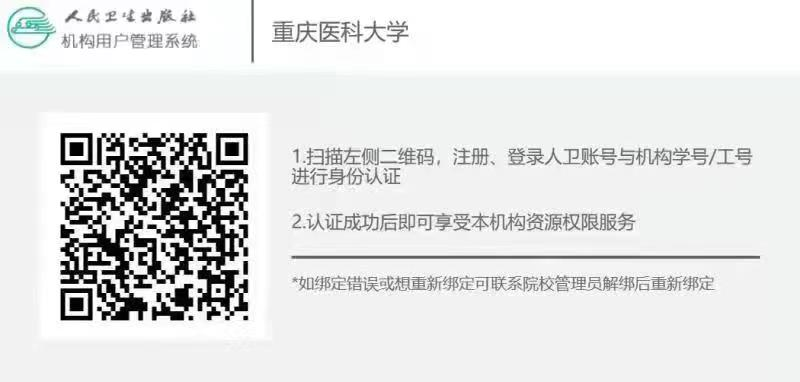 人民卫生出版社
机构用户管理系统
重庆医科大学
1.扫描左侧二维码，注册、登录人卫账号与机构学号/工号
进行身份认证
2.认证成功后即可享受本机构资源权限服务
*如绑定错误或想重新绑定可联系院校管理员解绑后重新绑定